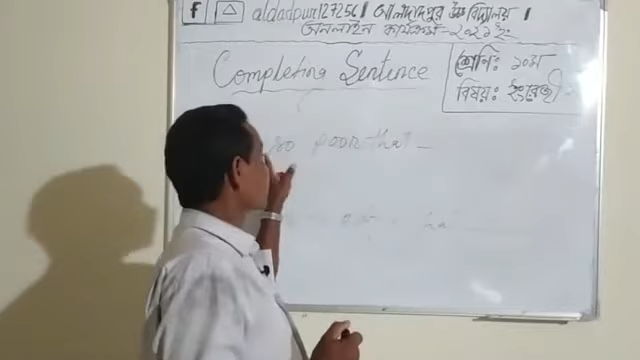 f aldadpur127256 / আলাদাদপুর উচ্চ বিদ্যালয় ।
অনলাইন কার্যক্রম-২০২১ ইং
Completing Sentence
শ্রেণি: ১০ম
বিষয়: ইংরেজী
so poor that